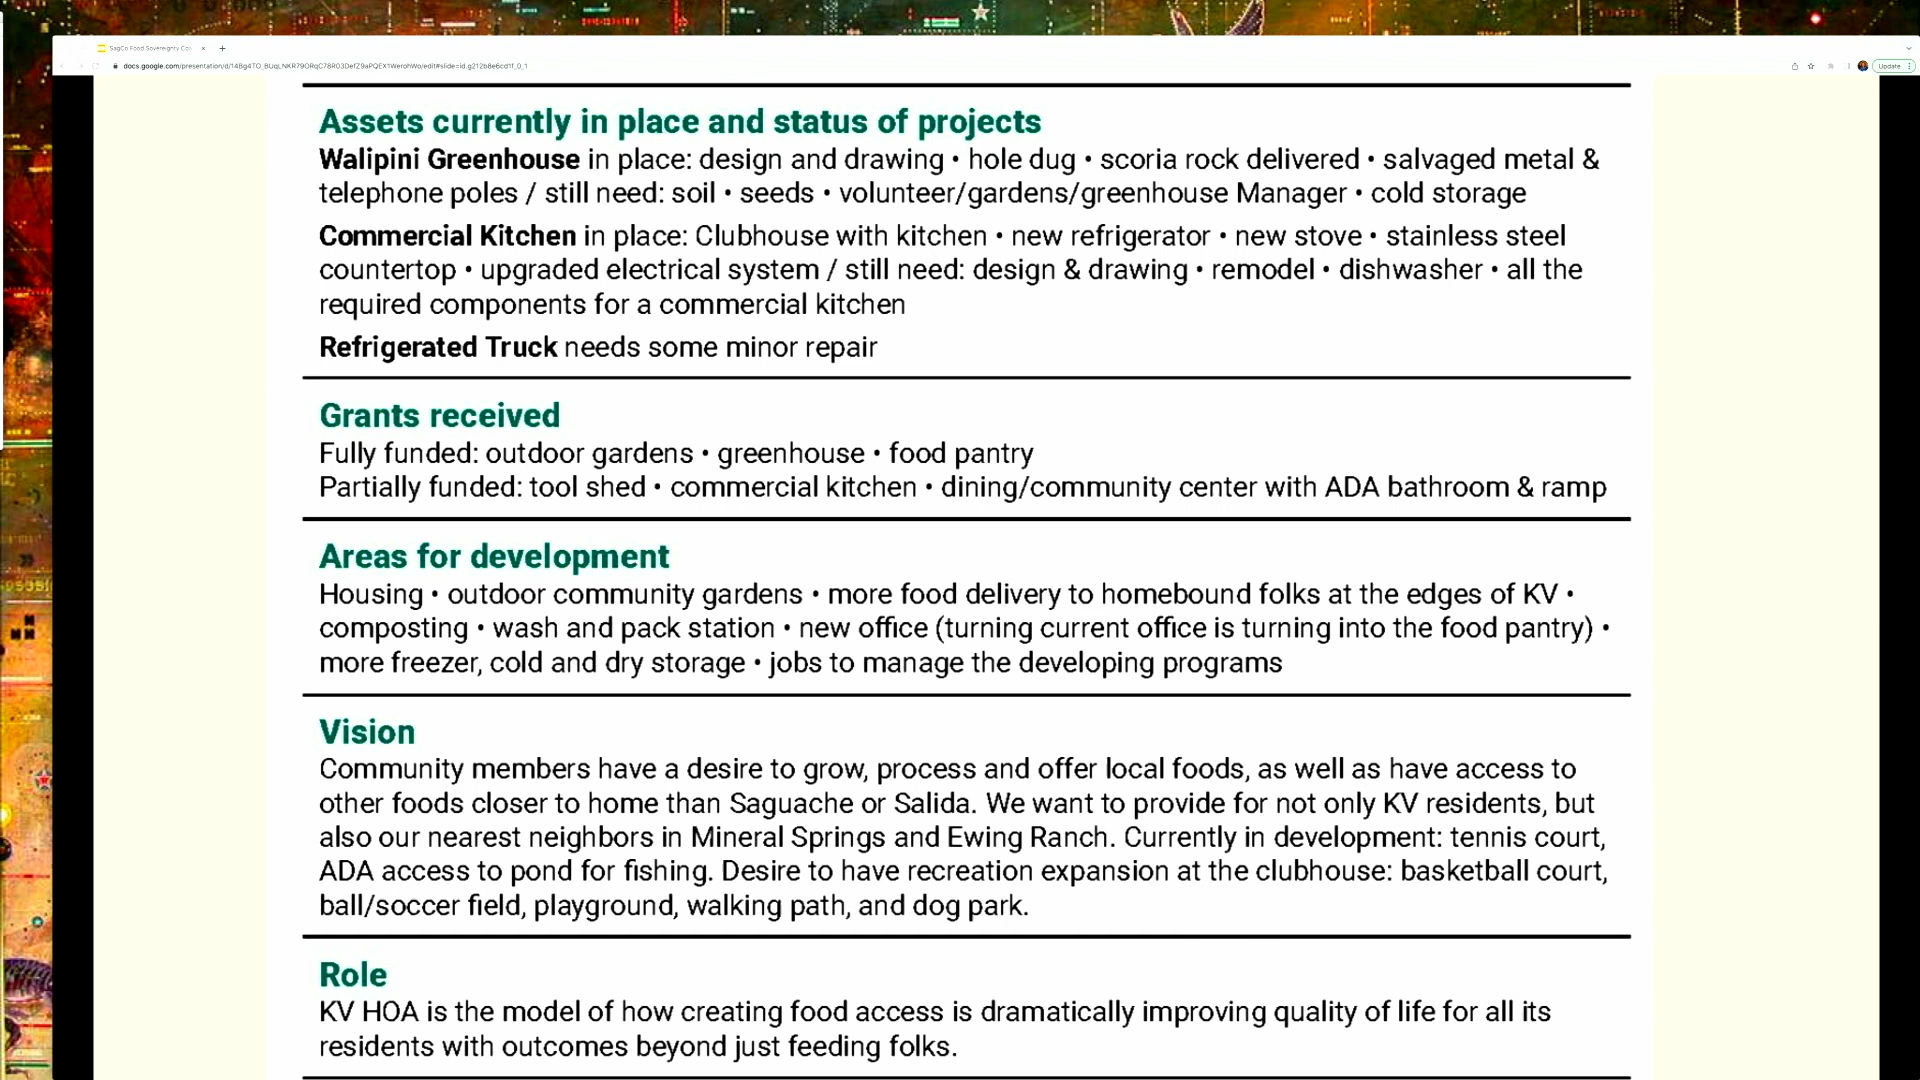 SagCo Food Sovereignty Co
Update
Assets currently in place and status of projects
Walipini Greenhouse in place: design and drawing • hole dug • scoria rock delivered • salvaged metal &
telephone poles / still need: soil • seeds • volunteer/gardens/greenhouse Manager • cold storage
Commercial Kitchen in place: Clubhouse with kitchen • new refrigerator • new stove • stainless steel
countertop • upgraded electrical system / still need: design & drawing • remodel • dishwasher • all the
required components for a commercial kitchen
Refrigerated Truck needs some minor repair
Grants received
Fully funded: outdoor gardens • greenhouse • food pantry
Partially funded: tool shed • commercial kitchen • dining/community center with ADA bathroom & ramp
Areas for development
Housing • outdoor community gardens • more food delivery to homebound folks at the edges of KV •
composting • wash and pack station • new office (turning current office is turning into the food pantry) •
more freezer, cold and dry storage • jobs to manage the developing programs
Vision
Community members have a desire to grow, process and offer local foods, as well as have access to
other foods closer to home than Saguache or Salida. We want to provide for not only KV residents, but
also our nearest neighbors in Mineral Springs and Ewing Ranch. Currently in development: tennis court,
ADA access to pond for fishing. Desire to have recreation expansion at the clubhouse: basketball court,
ball/soccer field, playground, walking path, and dog park.
Role
KV HOA is the model of how creating food access is dramatically improving quality of life for all its
residents with outcomes beyond just feeding folks.